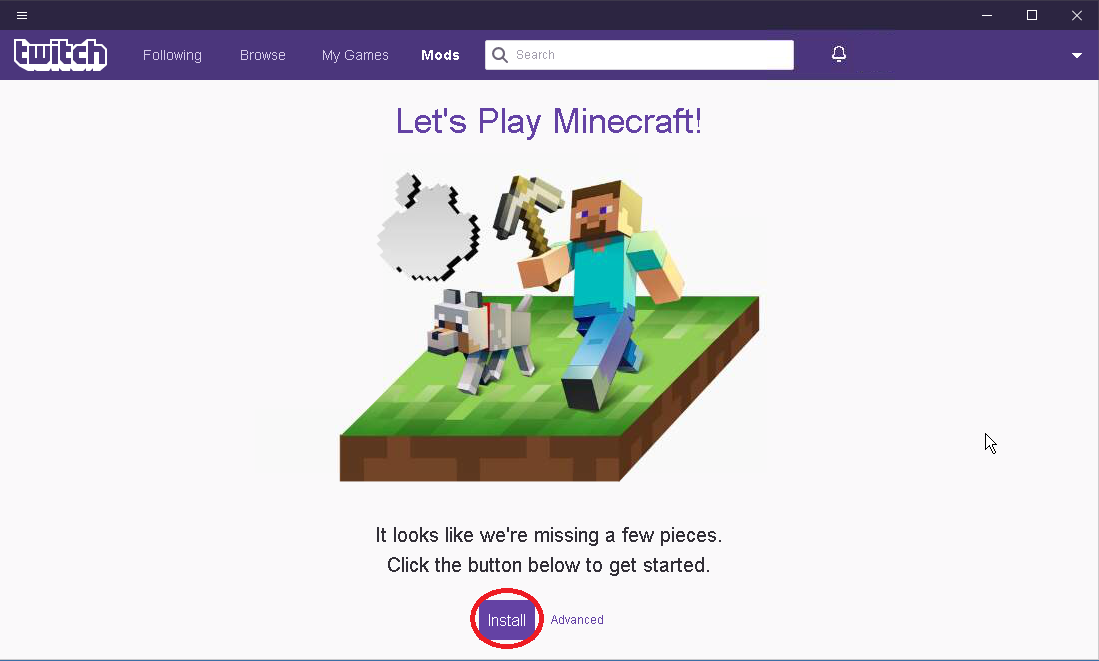 twitch
Following
Browse
My Games
Mods
Search
Let's Play Minecraft!
It looks like we're missing a few pieces.
Click the button below to get started.
Install
Advanced